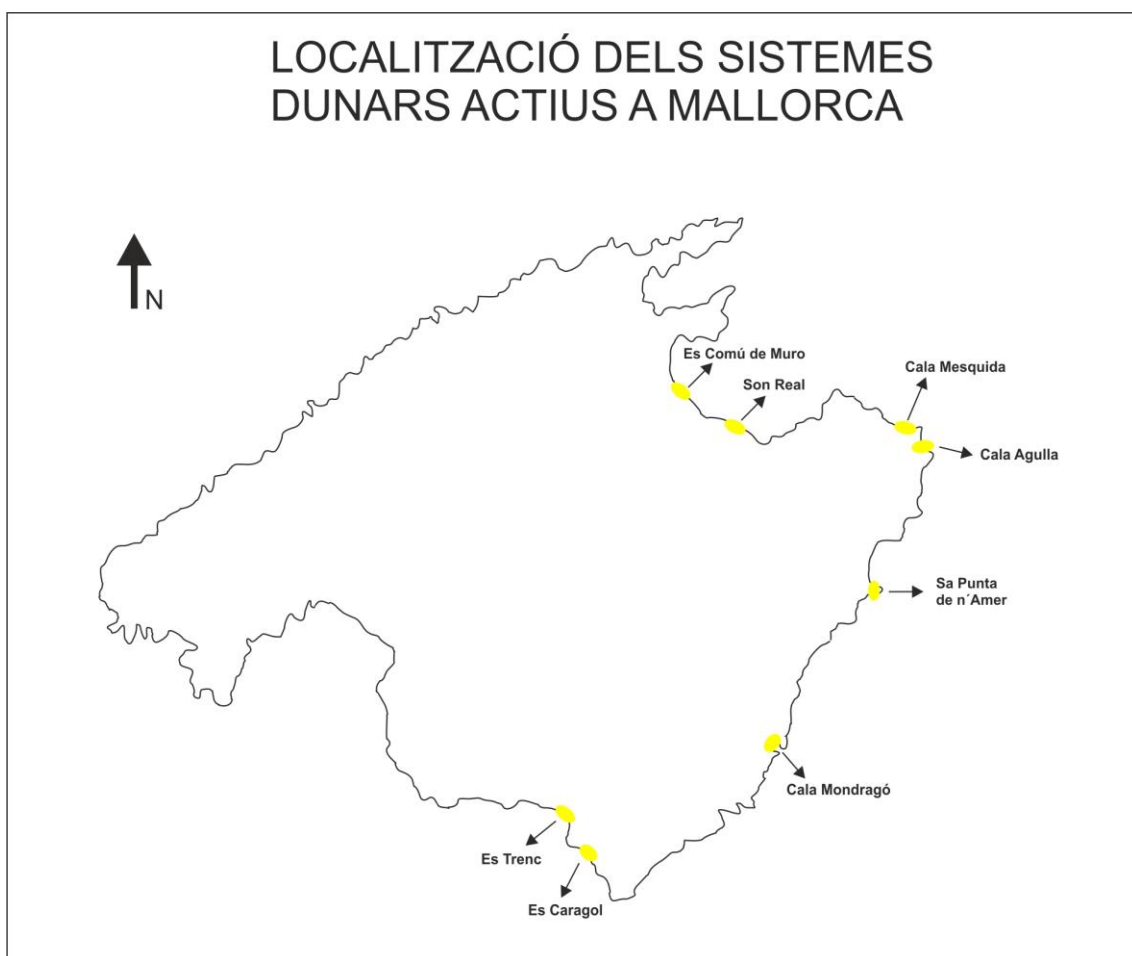 LOCALITZACIÓ DELS SISTEMES
DUNARS ACTIUS A MALLORCA
N
Es Comú de Muro
Son Real
Cala Mesquida
Cala Agulla
Sa Punta
de n´Amer
Cala Mondragó
Es Trenc
Es Caragol